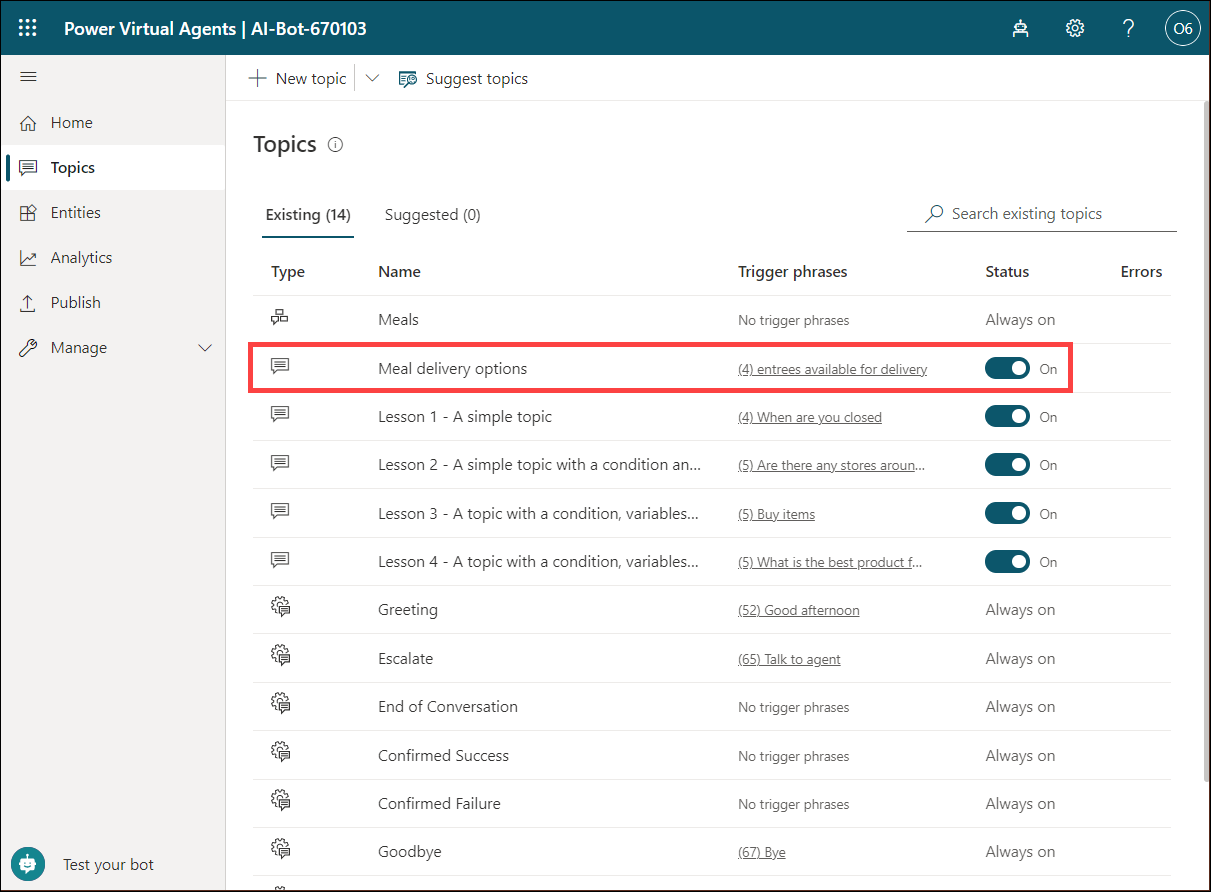 Power Virtual Agents | AI-Bot-670103
?
O6
New topic
Suggest topics
Home
Topics
Entities
Analytics
Publish
Manage
Test your bot
Topics
Existing (14)
Suggested (0)
Search existing topics
Type Name Trigger phrases Status Errors
Meals No trigger phrases Always on
Meal delivery options (4) entrees available for delivery On
Lesson 1 - A simple topic (4) When are you closed On
Lesson 2 - A simple topic with a condition an... (5) Are there any stores aroun... On
Lesson 3 - A topic with a condition, variables... (5) Buy items On
Lesson 4 - A topic with a condition, variables... (5) What is the best product f... On
Greeting (52) Good afternoon Always on
Escalate (65) Talk to agent Always on
End of Conversation No trigger phrases Always on
Confirmed Success No trigger phrases Always on
Confirmed Failure No trigger phrases Always on
Goodbye (67) Bye Always on